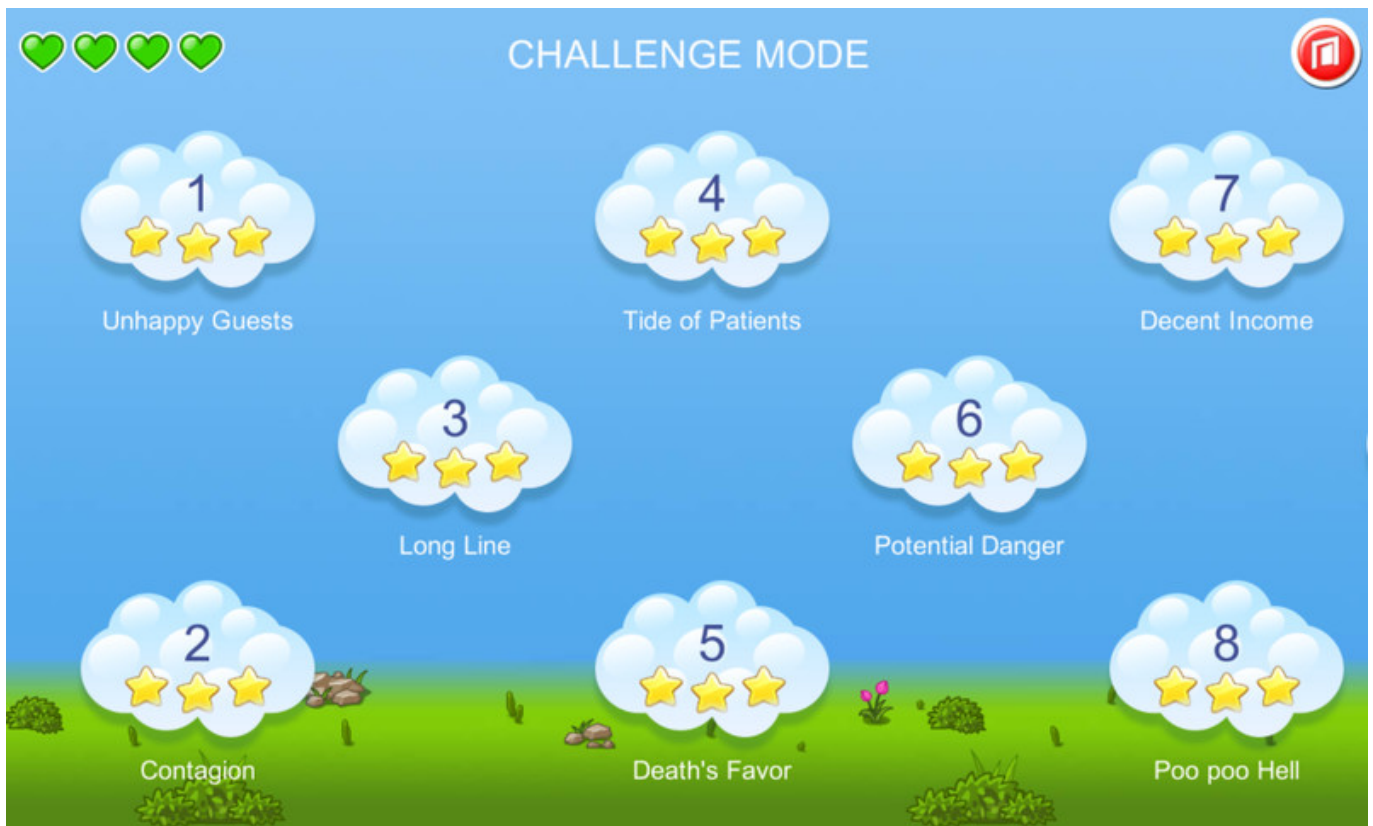 CHALLENGE MODE
1
4
7
Unhappy Guests
Tide of Patients
Decent Income
3
6
Long Line
Potential Danger
2
5
8
Contagion
Death's Favor
Poo poo Hell